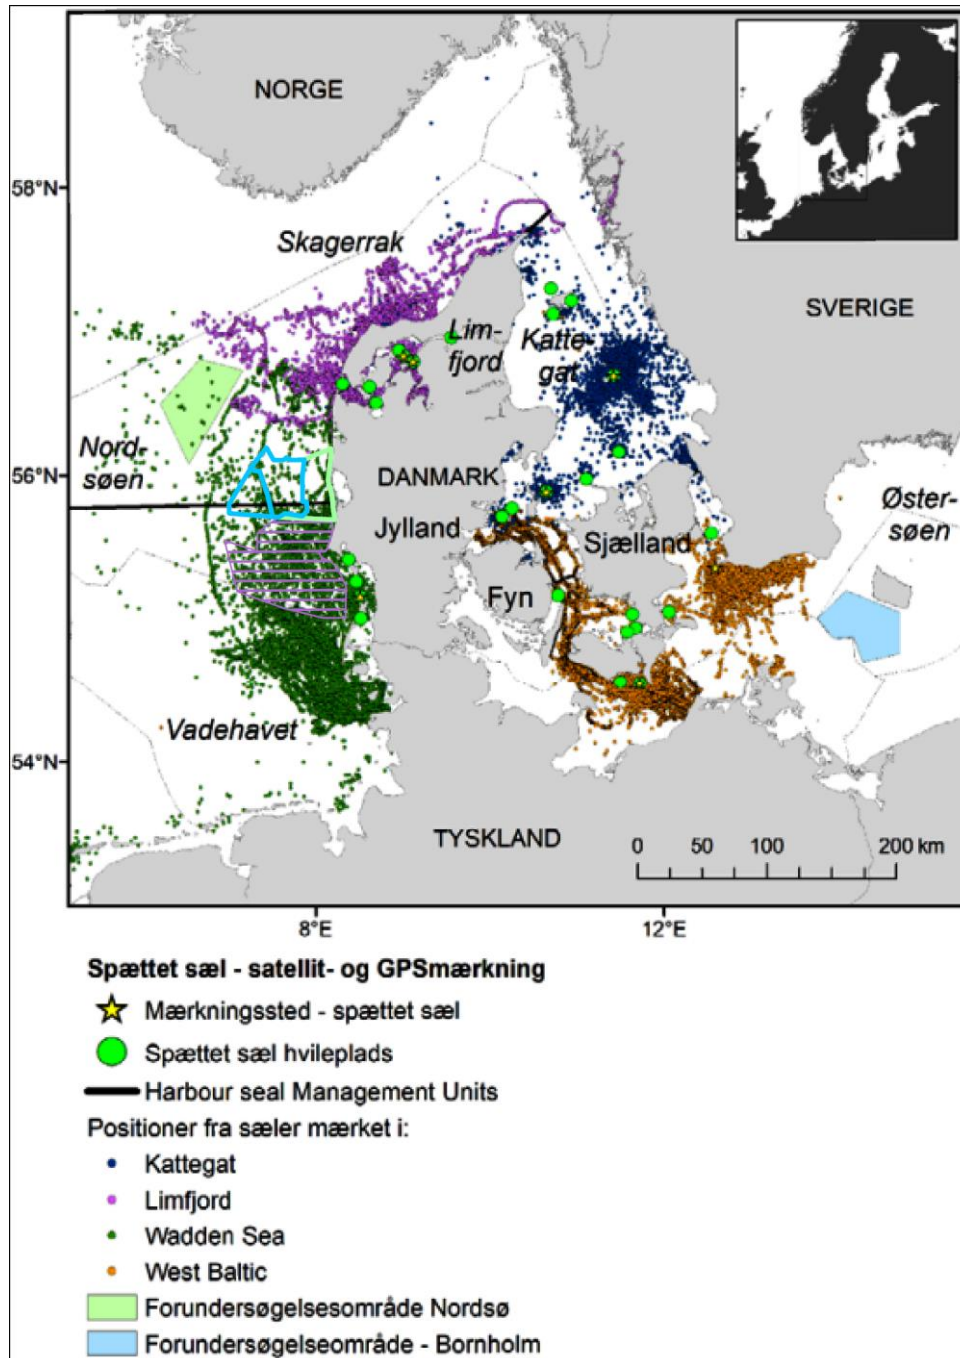 NORGE
58°N
Skagerrak
SVERIGE
Lim-
fjord
Katte-
gat
Nord-
søen
56°N
DANMARK
Øster-
søen
Jylland
Sjælland
Fyn
Vadehavet
54°N
TYSKLAND
0 50 100 200 km
8°E 12°E
Spættet sæl - satellit- og GPSmærkning
Mærkningssted - spættet sæl
Spættet sæl hvileplads
Harbour seal Management Units
Positioner fra sæler mærket i:
Kattegat
Limfjord
Wadden Sea
West Baltic
Forundersøgelsesområde Nordsø
Forundersøgelseområde - Bornholm